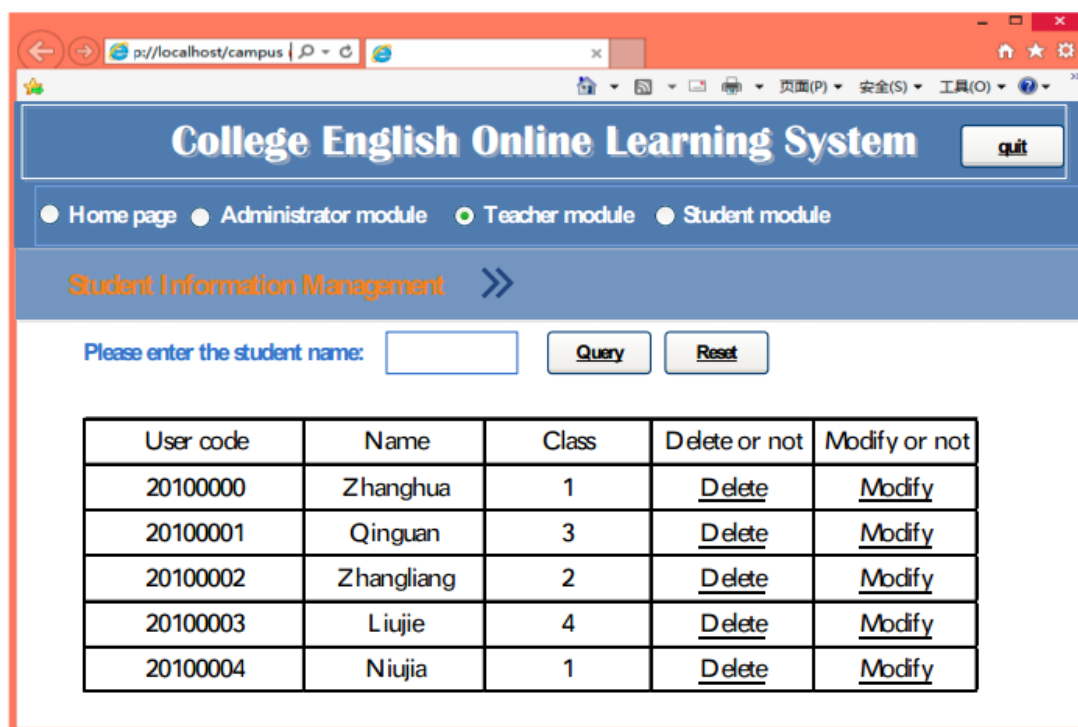 p://localhost/campus
页面(P) 安全(S) 工具(O)
College English Online Learning System quit
Home page Administrator module Teacher module Student module
Student Information Management
Please enter the student name: Query Reset
User code Name Class Delete or not Modify or not
20100000 Zhanghua 1 Delete Modify
20100001 Qinguan 3 Delete Modify
20100002 Zhangliang 2 Delete Modify
20100003 Liujie 4 Delete Modify
20100004 Niujia 1 Delete Modify